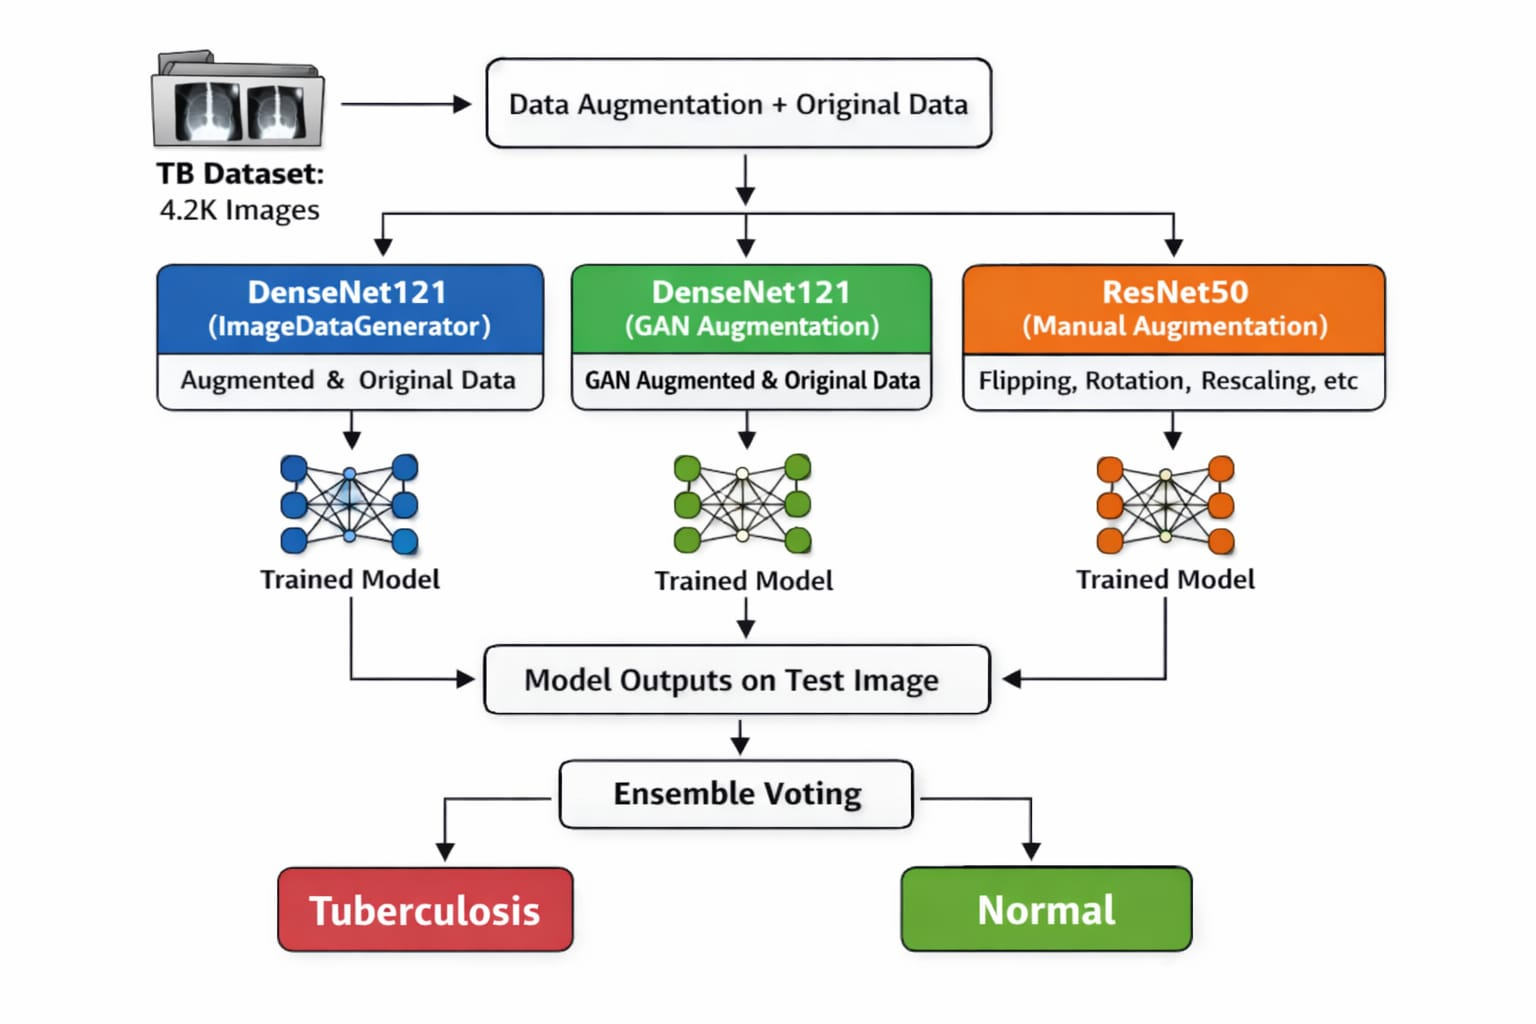 Data Augmentation + Original Data
TB Dataset:
4.2K Images
DenseNet121
(ImageDataGenerator)
Augmented & Original Data
DenseNet121
(GAN Augmentation)
GAN Augmented & Original Data
ResNet50
(Manual Augımentation)
Flipping, Rotation, Rescaling, etc
Trained Model
Trained Model
Trained Model
Model Outputs on Test Image
Ensemble Voting
Tuberculosis
Normal